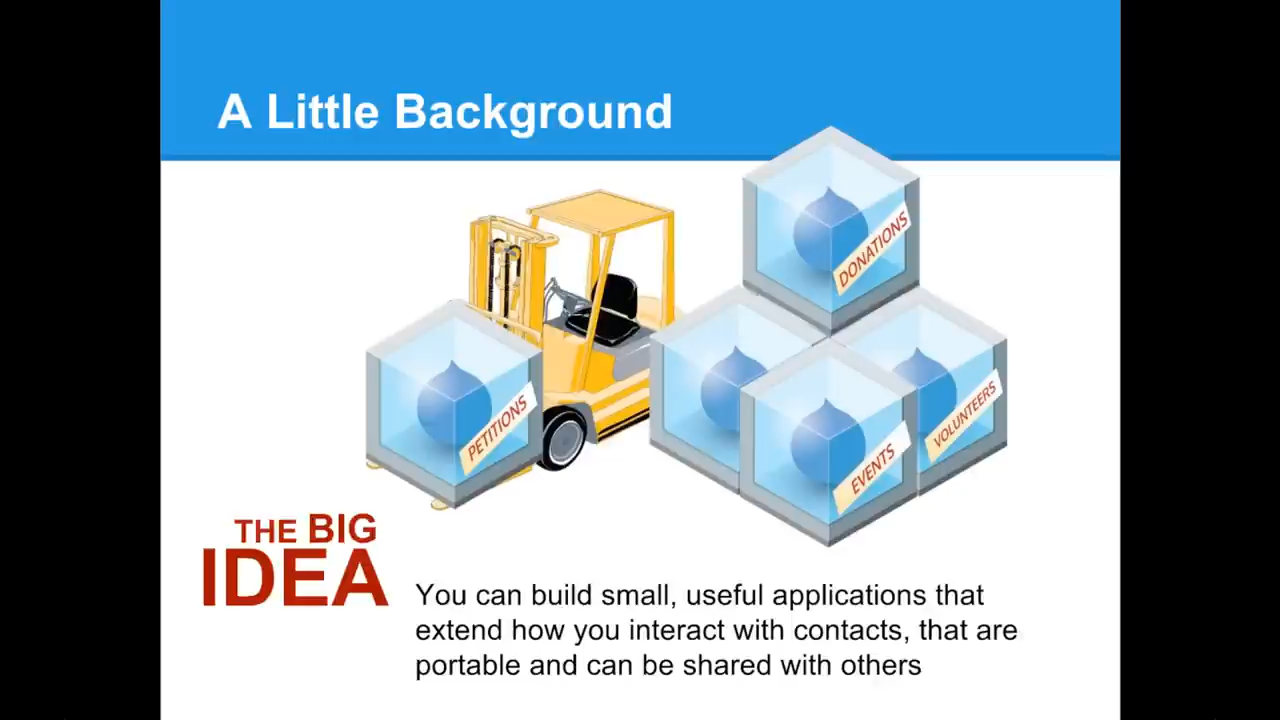 A Little Background
DONATIONS
PETITIONS
EVENTS
VOLUNTEERS
THE BIG
IDEA
You can build small, useful applications that
extend how you interact with contacts, that are
portable and can be shared with others